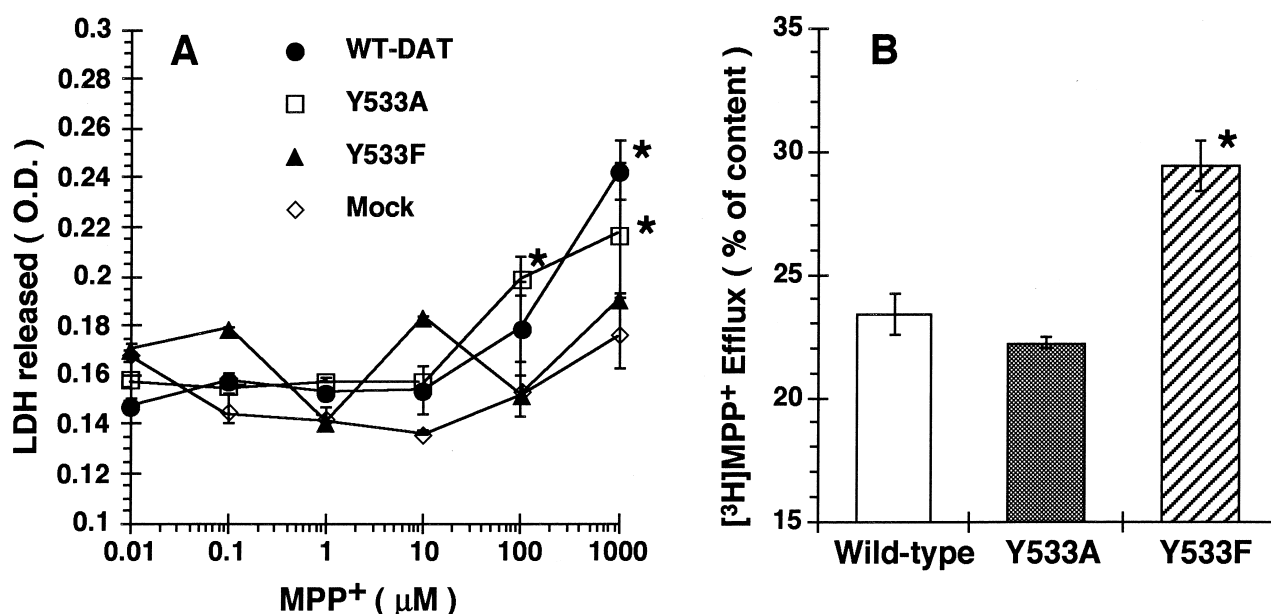 A
WT-DAT
Y533A
Y533F
Mock
LDH released ( O.D. )
0.3
0.28
0.26
0.24
0.22
0.2
0.18
0.16
0.14
0.12
0.1
0.01 0.1 1 10 100 1000
MPP+ ( μM )
*
*
*
B
[³H]MPP+ Efflux ( % of content )
35
30
25
20
15
*
Wild-type Y533A Y533F